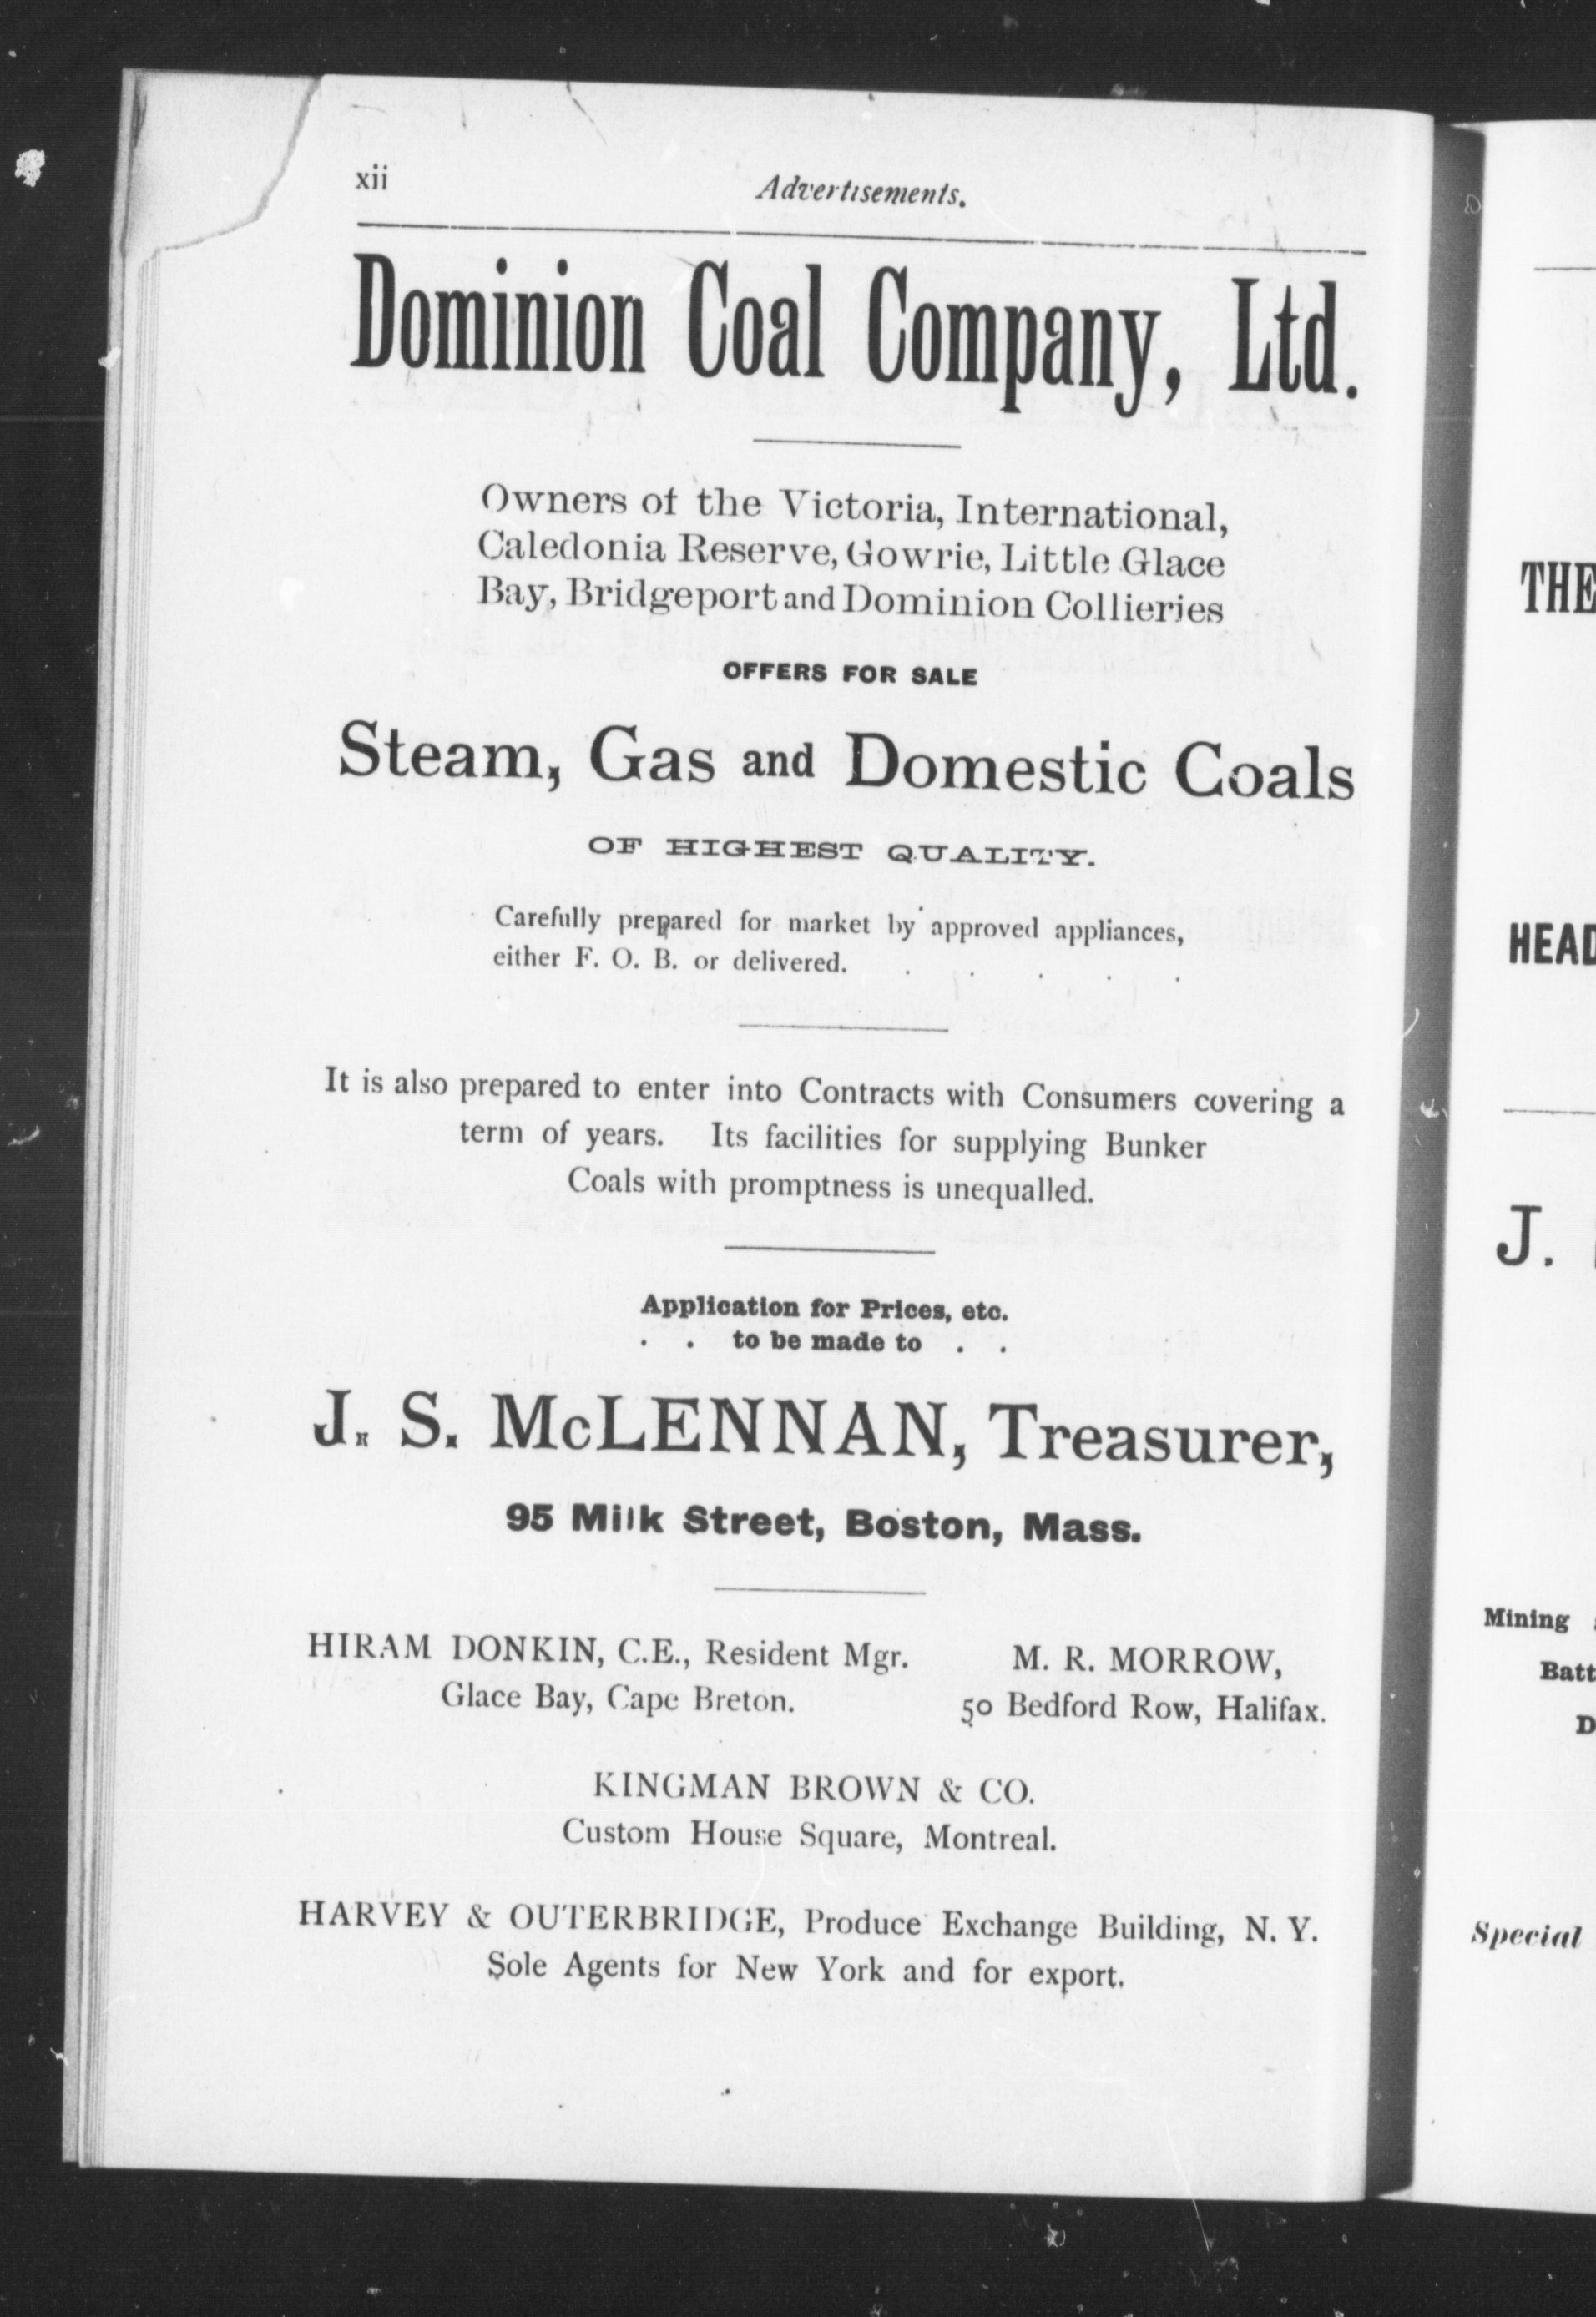 xii
Advertisements.
Dominion Coal Company, Ltd.
Owners of the Victoria, International,
Caledonia Reserve, Gowrie, Little Glace
Bay, Bridgeport and Dominion Collieries
OFFERS FOR SALE
Steam, Gas and Domestic Coals
OF HIGHEST QUALITY.
Carefully prepared for market by approved appliances,
either F. O. B. or delivered. . . . . .
It is also prepared to enter into Contracts with Consumers covering a
term of years. Its facilities for supplying Bunker
Coals with promptness is unequalled.
Application for Prices, etc.
. . to be made to . .
J. S. McLENNAN, Treasurer,
95 Milk Street, Boston, Mass.
HIRAM DONKIN, C.E., Resident Mgr.
Glace Bay, Cape Breton.
M. R. MORROW,
50 Bedford Row, Halifax.
KINGMAN BROWN & CO.
Custom House Square, Montreal.
HARVEY & OUTERBRIDGE, Produce Exchange Building, N. Y.
Sole Agents for New York and for export.
THE
J.
Mining
Special